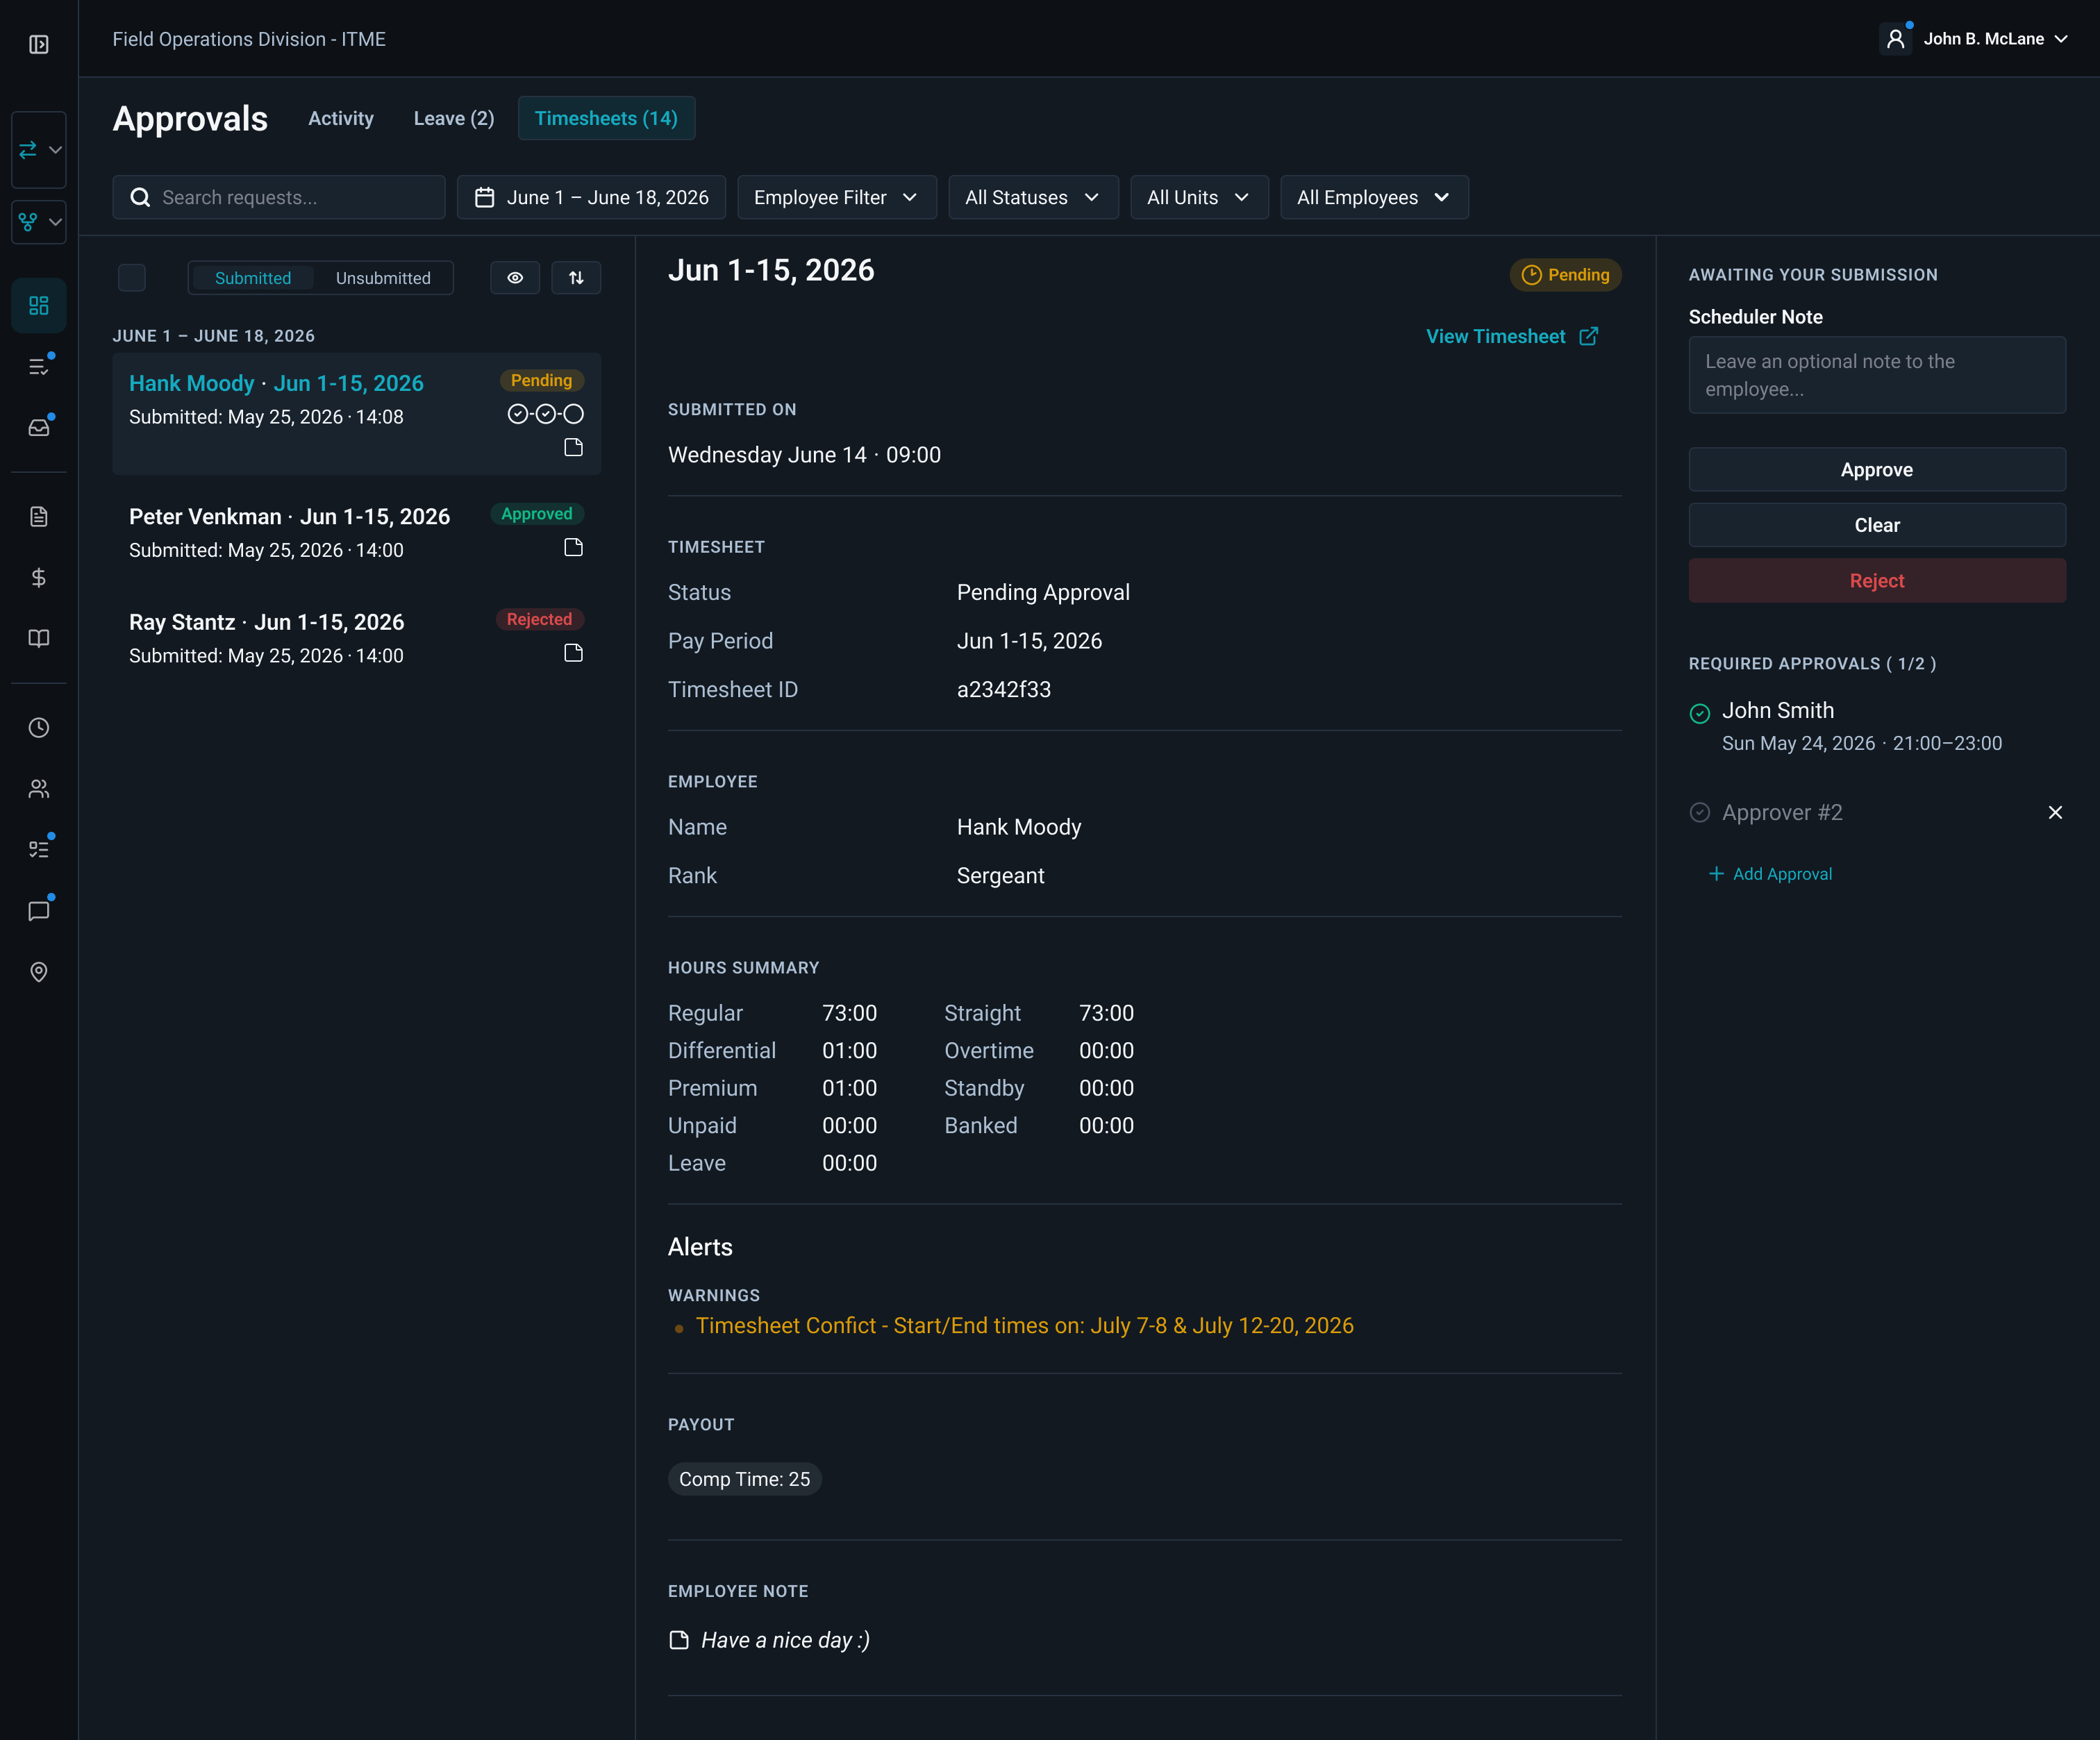 Field Operations Division - ITME
John B. McLane
Approvals
Activity
Leave (2)
Timesheets (14)
Search requests...
June 1 – June 18, 2026
Employee Filter
All Statuses
All Units
All Employees
Submitted
Unsubmitted
JUNE 1 – JUNE 18, 2026
Hank Moody · Jun 1-15, 2026
Pending
Submitted: May 25, 2026 · 14:08
Peter Venkman · Jun 1-15, 2026
Approved
Submitted: May 25, 2026 · 14:00
Ray Stantz · Jun 1-15, 2026
Rejected
Submitted: May 25, 2026 · 14:00
Jun 1-15, 2026
Pending
View Timesheet
SUBMITTED ON
Wednesday June 14 · 09:00
TIMESHEET
Status Pending Approval
Pay Period Jun 1-15, 2026
Timesheet ID a2342f33
EMPLOYEE
Name Hank Moody
Rank Sergeant
HOURS SUMMARY
Regular 73:00 Straight 73:00
Differential 01:00 Overtime 00:00
Premium 01:00 Standby 00:00
Unpaid 00:00 Banked 00:00
Leave 00:00
Alerts
WARNINGS
Timesheet Confict - Start/End times on: July 7-8 & July 12-20, 2026
PAYOUT
Comp Time: 25
EMPLOYEE NOTE
Have a nice day :)
AWAITING YOUR SUBMISSION
Scheduler Note
Leave an optional note to the
employee...
Approve
Clear
Reject
REQUIRED APPROVALS ( 1/2 )
John Smith
Sun May 24, 2026 · 21:00–23:00
Approver #2
Add Approval